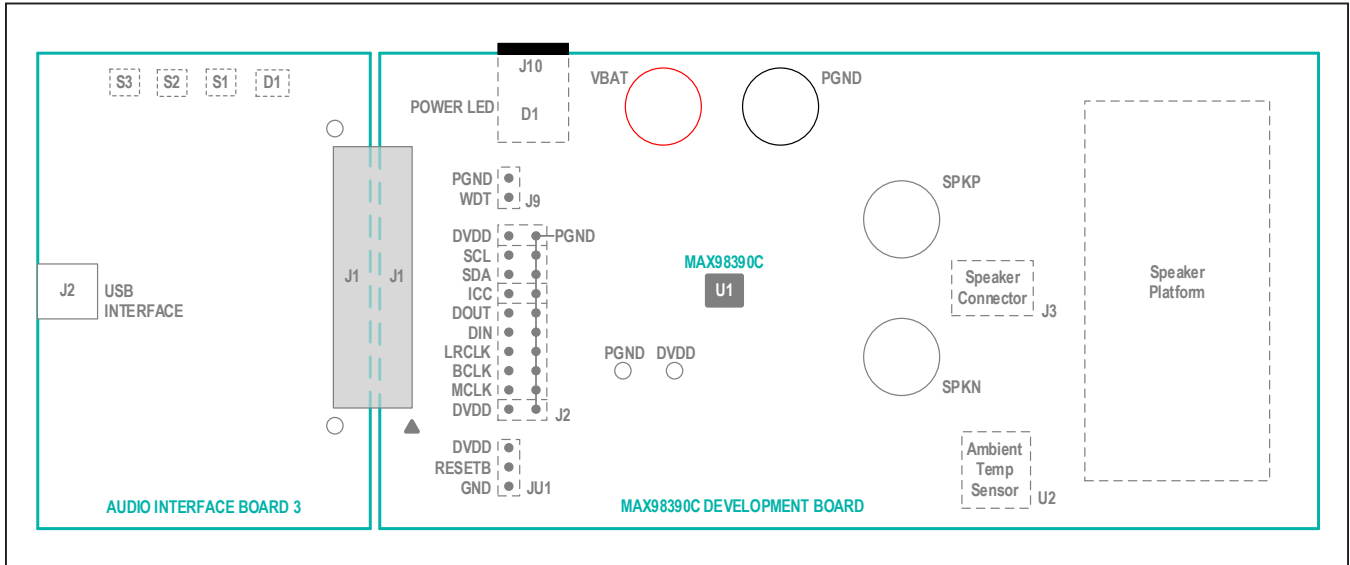 S3 S2 S1 D1
J10
POWER LED D1
VBAT
PGND
PGND
WDT
J9
SPKP
DVDD
PGND
SCL
SDA
ICC
DOUT
DIN
LRCLK
BCLK
MCLK
DVDD
J2
J1 J1
J2
USB
INTERFACE
MAX98390C
U1
PGND DVDD
Speaker
Connector
J3
Speaker
Platform
SPKN
DVDD
RESETB
GND
JU1
Ambient
Temp
Sensor
U2
AUDIO INTERFACE BOARD 3
MAX98390C DEVELOPMENT BOARD